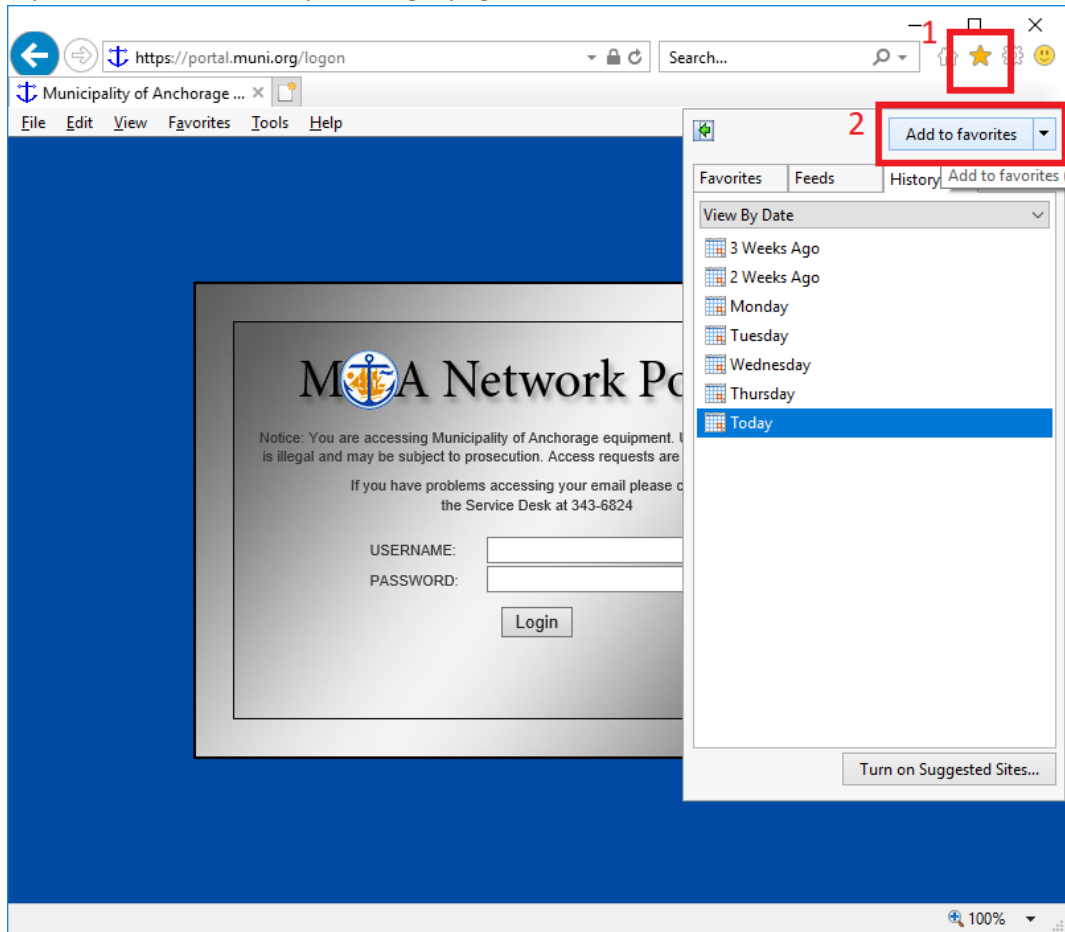 1
https://portal.muni.org/logon
Search...
Municipality of Anchorage ...
File Edit View Favorites Tools Help
2
Add to favorites
Favorites Feeds History
Add to favorites
View By Date
3 Weeks Ago
2 Weeks Ago
Monday
Tuesday
Wednesday
Thursday
Today
M A Network
Notice: You are accessing Municipality of Anchorage equipment.
is illegal and may be subject to prosecution. Access requests are
If you have problems accessing your email please
the Service Desk at 343-6824
USERNAME:
PASSWORD:
Login
Turn on Suggested Sites...
100%